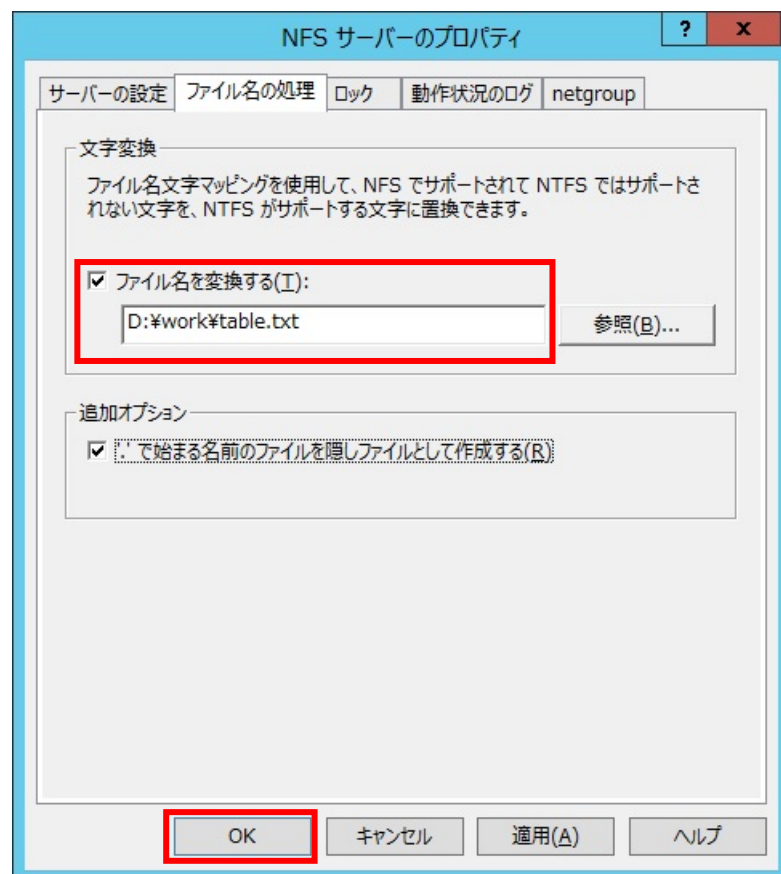 NFS サーバーのプロパティ
? x
サーバーの設定 ファイル名の処理 ロック 動作状況のログ netgroup
文字変換
ファイル名文字マッピングを使用して、NFS でサポートされて NTFS ではサポートさ
れない文字を、NTFS がサポートする文字に置換できます。
ファイル名を変換する(T):
D:¥work¥table.txt
参照(B)...
追加オプション
'.' で始まる名前のファイルを隠しファイルとして作成する(R)
OK キャンセル 適用(A) ヘルプ